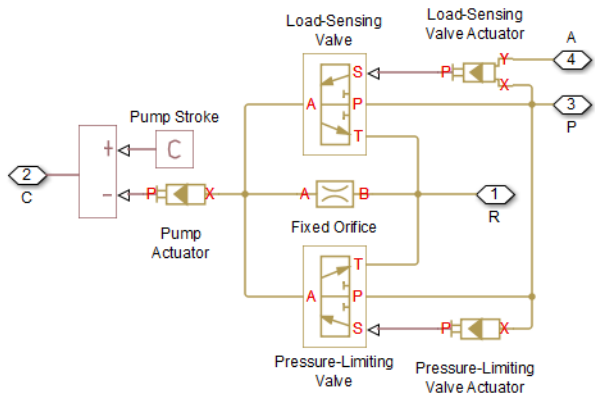 Load-Sensing
Valve
Load-Sensing
Valve Actuator
A
Y
4
S
P
X
A
P
3
P
Pump Stroke
T
+
C
2
C
-
P
X
A
B
1
R
Pump
Actuator
Fixed Orifice
T
A
P
S
P
X
Pressure-Limiting
Valve
Pressure-Limiting
Valve Actuator